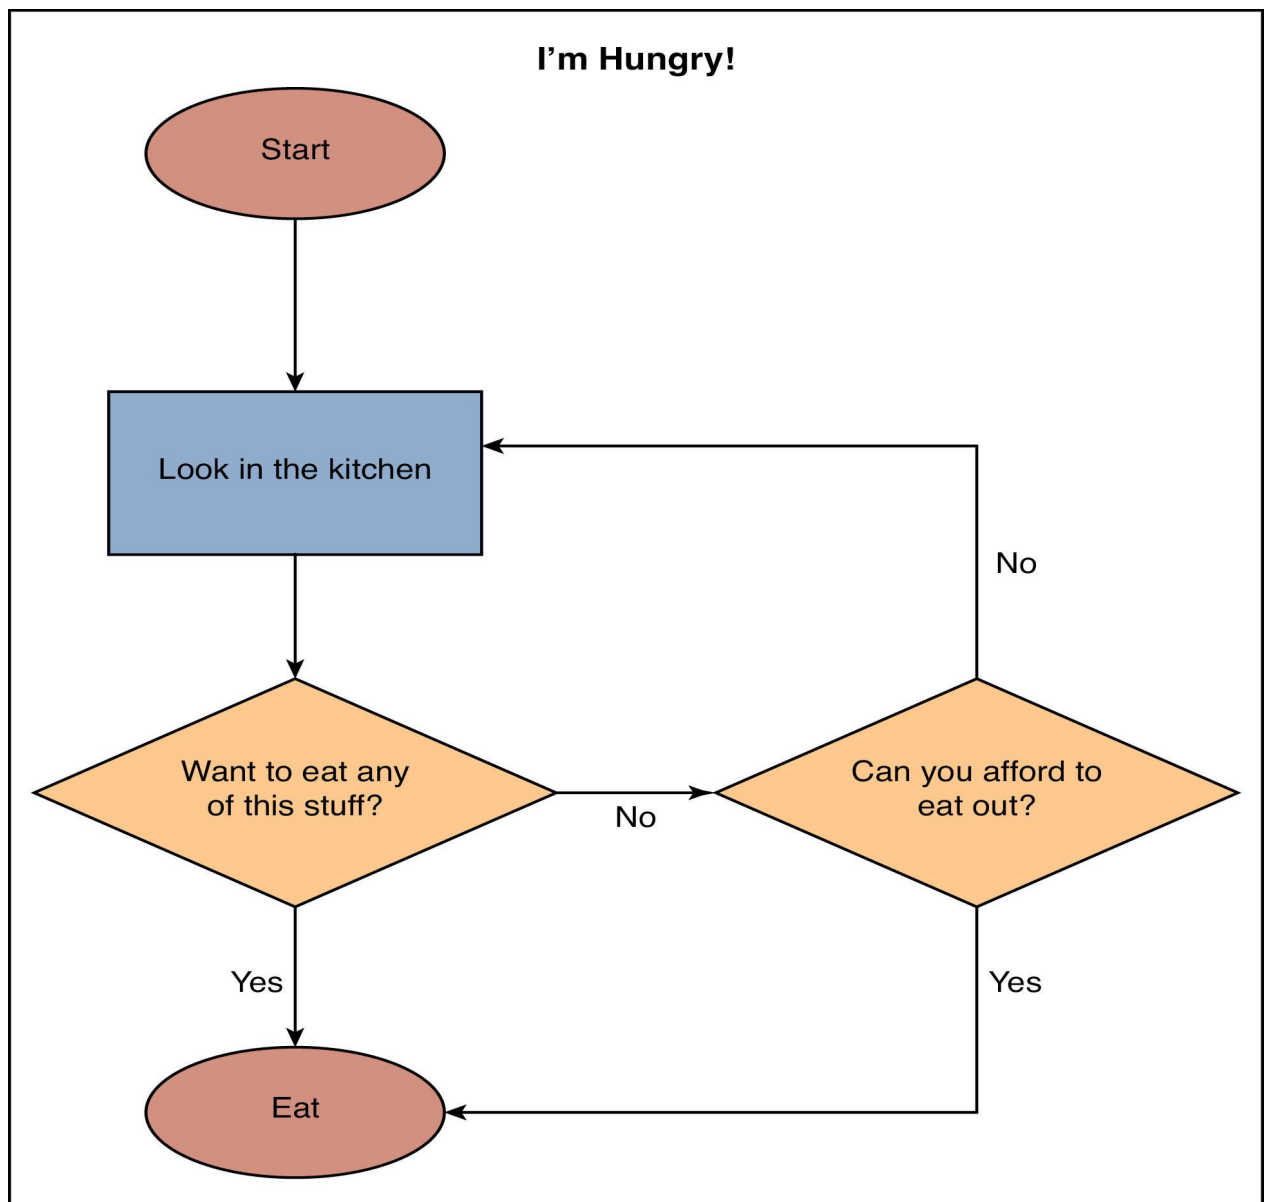 I’m Hungry!
Start
Look in the kitchen
No
Want to eat any
of this stuff?
No
Can you afford to
eat out?
Yes
Yes
Eat